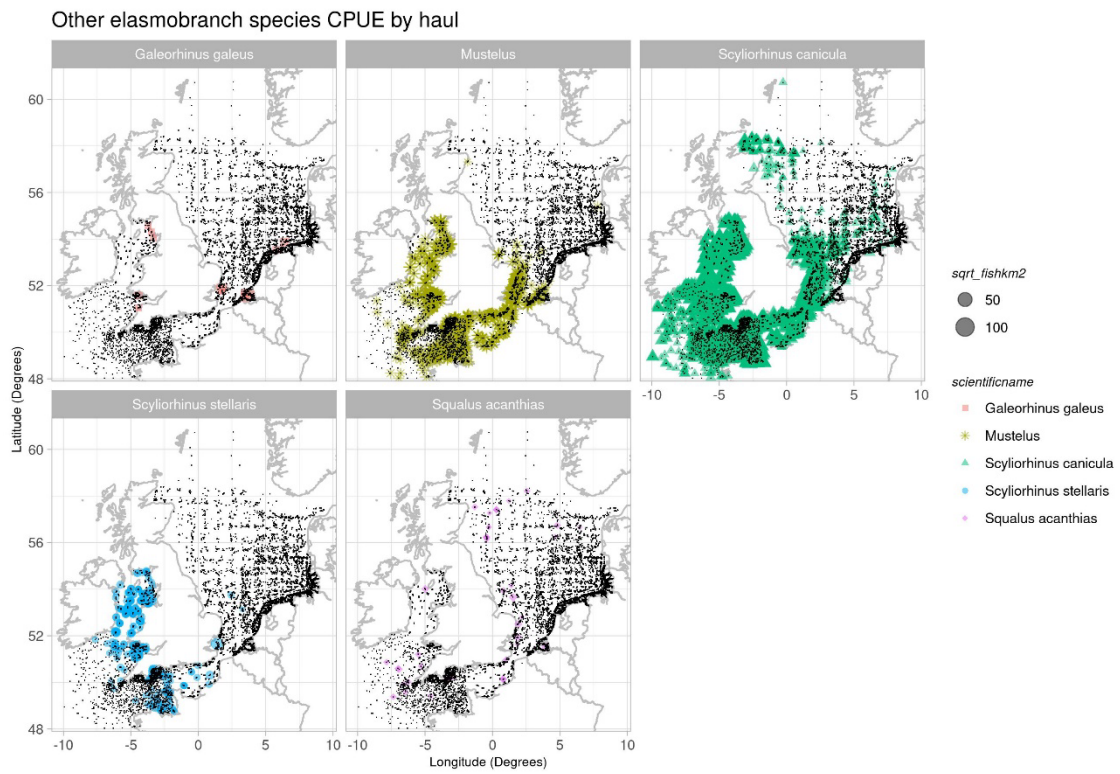 Other elasmobranch species CPUE by haul
Galeorhinus galeus
Mustelus
Scyliorhinus canicula
60
56
52
48
-10 -5 0 5 10
Scyliorhinus stellaris
Squalus acanthias
60
56
52
48
-10 -5 0 5 10
-10 -5 0 5 10
Latitude (Degrees)
Longitude (Degrees)
sqrt_fishkm2
50
100
scientificname
Galeorhinus galeus
Mustelus
Scyliorhinus canicula
Scyliorhinus stellaris
Squalus acanthias